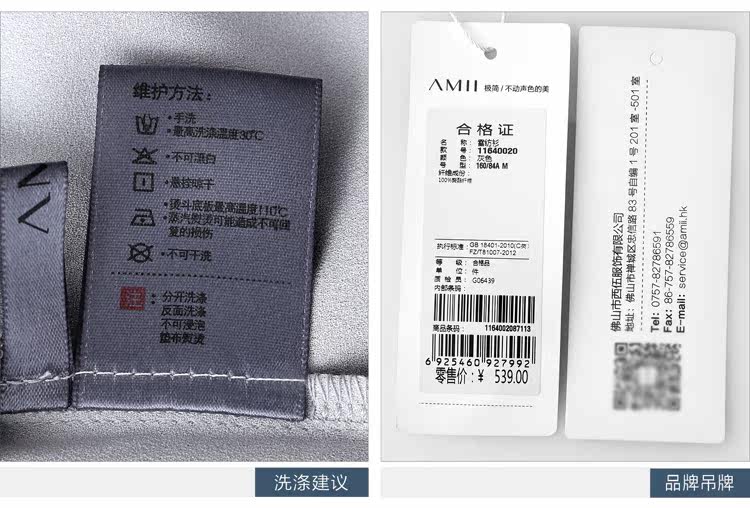 维护方法：
•手洗
•最高洗涤温度30℃
•不可漂白
•悬挂晾干
•熨斗底板最高温度110℃
•蒸汽熨烫可能造成不可健
复的损伤
•不可干洗
注：分开洗涤
反面洗涤
不可浸泡
垫布熨烫
洗涤建议
AMII 极简/不动声色的美
合格证
名 称：雪纺衫
款 号：11640020
颜 色：灰色
号 型：160/84A M
纤维成份：
100%聚酯纤维
执行标准：GB 18401-2010(C类)
FZ/T81007-2012
等 级：合格品
单 位：件
质 检 员：G06439
内部条码：
商品条码：1164002087113
6 925460 927992
零售价：¥ 539.00
佛山市西伍服饰有限公司
地址：佛山市禅城区忠信路83号自编1号201室-501室
Tel: 0757-82786591
Fax: 86-757-82786559
E-mail: service@amii.hk
品牌吊牌